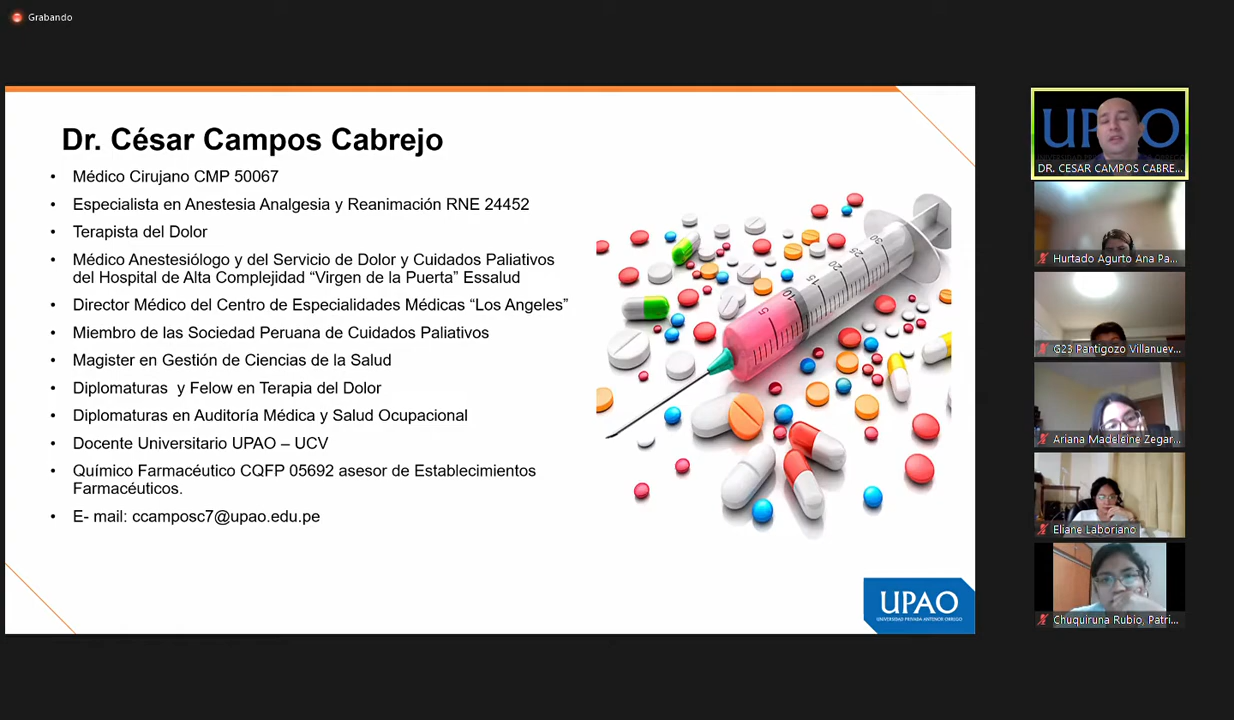 Grabando
Dr. César Campos Cabrejo
• Médico Cirujano CMP 50067
• Especialista en Anestesia Analgesia y Reanimación RNE 24452
• Terapista del Dolor
• Médico Anestesiólogo y del Servicio de Dolor y Cuidados Paliativos
del Hospital de Alta Complejidad “Virgen de la Puerta” Essalud
• Director Médico del Centro de Especialidades Médicas “Los Angeles”
• Miembro de las Sociedad Peruana de Cuidados Paliativos
• Magister en Gestión de Ciencias de la Salud
• Diplomaturas y Felow en Terapia del Dolor
• Diplomaturas en Auditoría Médica y Salud Ocupacional
• Docente Universitario UPAO – UCV
• Químico Farmacéutico CQFP 05692 asesor de Establecimientos
Farmacéuticos.
• E- mail: ccamposc7@upao.edu.pe
5
10
15
20
25
30
UPAO
UNIVERSIDAD PRIVADA ANTENOR ORREGO
UPAO
DR. CESAR CAMPOS CABRE...
Hurtado Agurto Ana Pa...
G23 Pantigozo Villanuev...
Ariana Madeleine Zegar...
Eliane Laboriano
Chuquiruna Rubio, Patri...